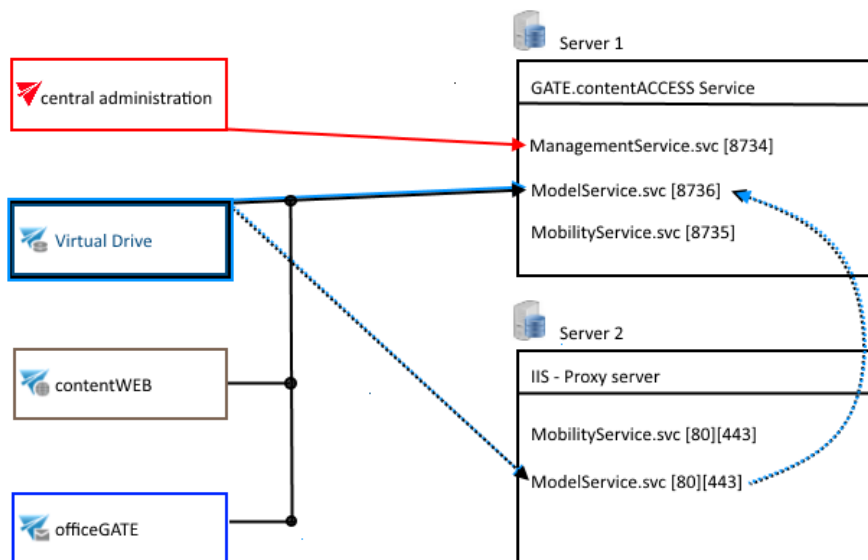 Server 1
central administration
GATE.contentACCESS Service
ManagementService.svc [8734]
ModelService.svc [8736]
MobilityService.svc [8735]
Virtual Drive
Server 2
contentWEB
IIS - Proxy server
MobilityService.svc [80][443]
ModelService.svc [80][443]
officeGATE